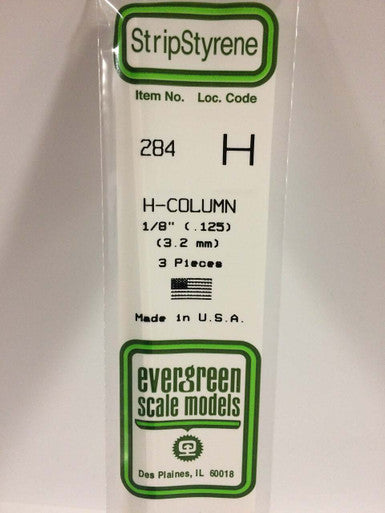 StripStyrene
Item No. Loc. Code
284 H
H-COLUMN
1/8" (.125)
(3.2 mm)
3 Pieces
Made in U.S.A.
evergreen
scale models
Des Plaines, IL 60018